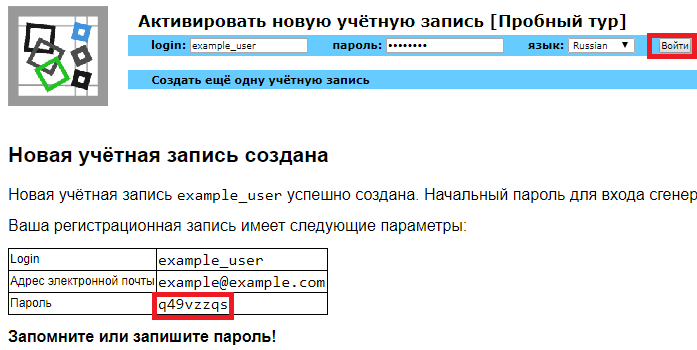 Активировать новую учётную запись [Пробный тур]
login: example_user пароль: •••••••• язык: Russian Войти
Создать ещё одну учётную запись
Новая учётная запись создана
Новая учётная запись example_user успешно создана. Начальный пароль для входа сгенер
Ваша регистрационная запись имеет следующие параметры:
Login example_user
Адрес электронной почты example@example.com
Пароль q49vzzqs
Запомните или запишите пароль!